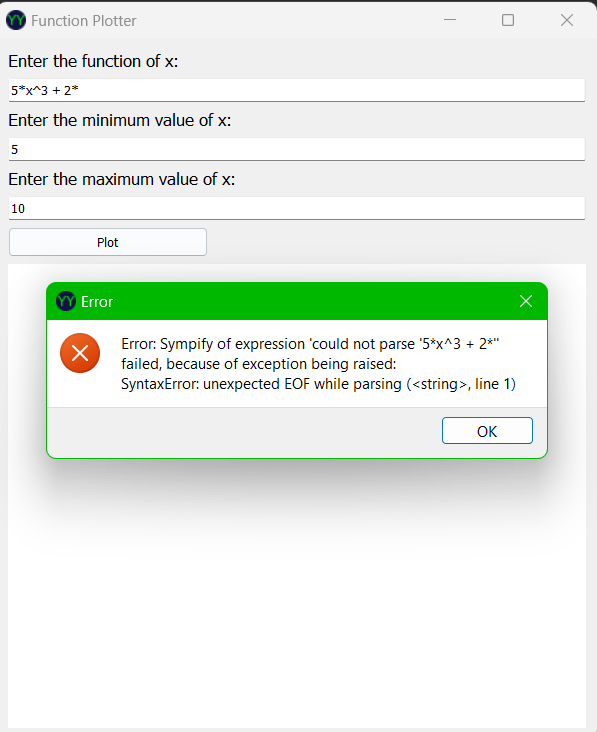 YY Function Plotter
Enter the function of x:
5*x^3 + 2*
Enter the minimum value of x:
5
Enter the maximum value of x:
10
Plot
YY Error
Error: Sympify of expression 'could not parse '5*x^3 + 2*''
failed, because of exception being raised:
SyntaxError: unexpected EOF while parsing (<string>, line 1)
OK